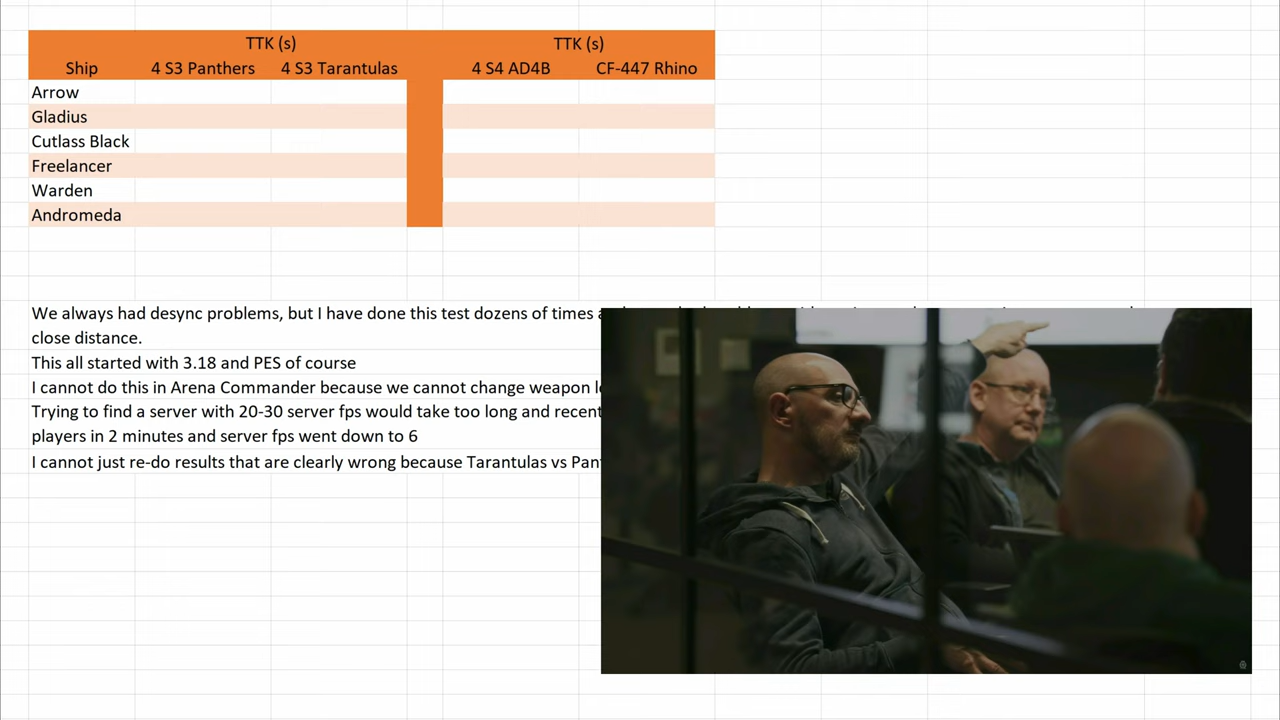 TTK (s) TTK (s)
Ship 4 S3 Panthers 4 S3 Tarantulas 4 S4 AD4B CF-447 Rhino
Arrow
Gladius
Cutlass Black
Freelancer
Warden
Andromeda
We always had desync problems, but I have done this test dozens of times
close distance.
This all started with 3.18 and PES of course
I cannot do this in Arena Commander because we cannot change weapon
Trying to find a server with 20-30 server fps would take too long and recent
players in 2 minutes and server fps went down to 6
I cannot just re-do results that are clearly wrong because Tarantulas vs